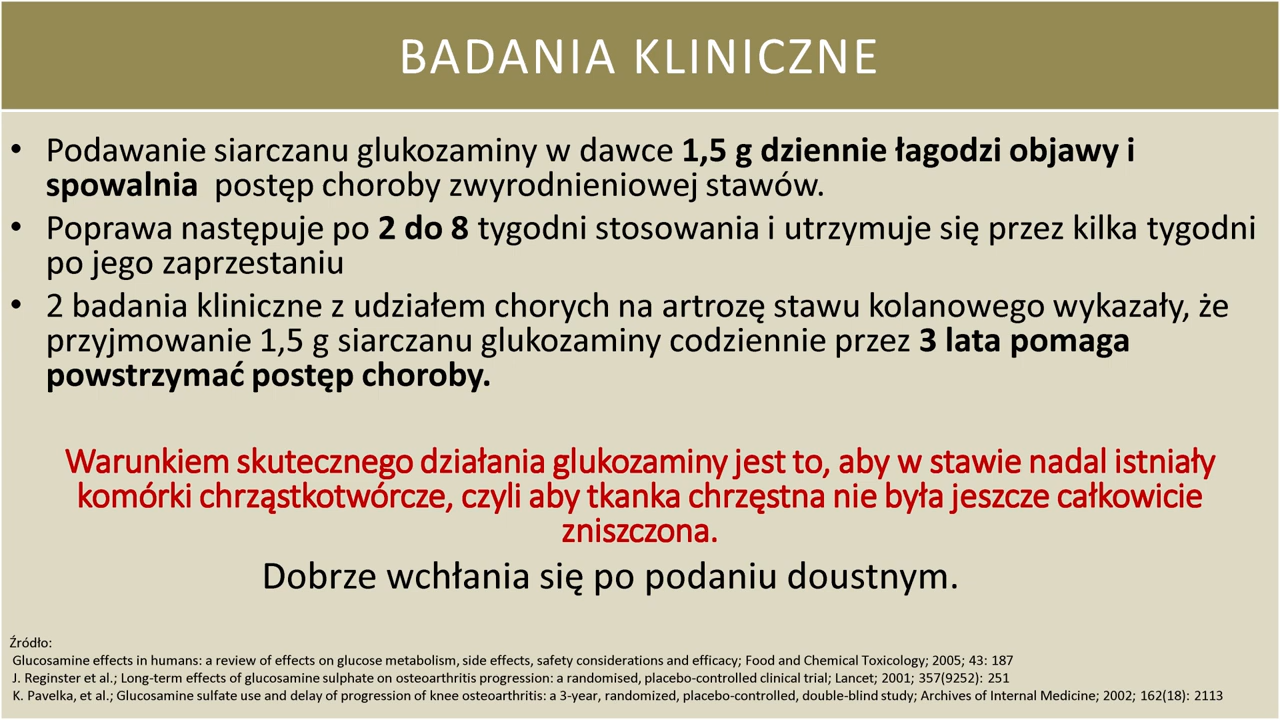 BADANIA KLINICZNE
• Podawanie siarczanu glukozaminy w dawce 1,5 g dziennie łagodzi objawy i
spowalnia postęp choroby zwyrodnieniowej stawów.
• Poprawa następuje po 2 do 8 tygodni stosowania i utrzymuje się przez kilka tygodni
po jego zaprzestaniu
• 2 badania kliniczne z udziałem chorych na artrozę stawu kolanowego wykazały, że
przyjmowanie 1,5 g siarczanu glukozaminy codziennie przez 3 lata pomaga
powstrzymać postęp choroby.
Warunkiem skutecznego działania glukozaminy jest to, aby w stawie nadal istniały
komórki chrząstkotwórcze, czyli aby tkanka chrzęstna nie była jeszcze całkowicie
zniszczona.
Dobrze wchłania się po podaniu doustnym.
Źródło:
Glucosamine effects in humans: a review of effects on glucose metabolism, side effects, safety considerations and efficacy; Food and Chemical Toxicology; 2005; 43: 187
J. Reginster et al.; Long-term effects of glucosamine sulphate on osteoarthritis progression: a randomised, placebo-controlled clinical trial; Lancet; 2001; 357(9252): 251
K. Pavelka, et al.; Glucosamine sulfate use and delay of progression of knee osteoarthritis: a 3-year, randomized, placebo-controlled, double-blind study; Archives of Internal Medicine; 2002; 162(18): 2113